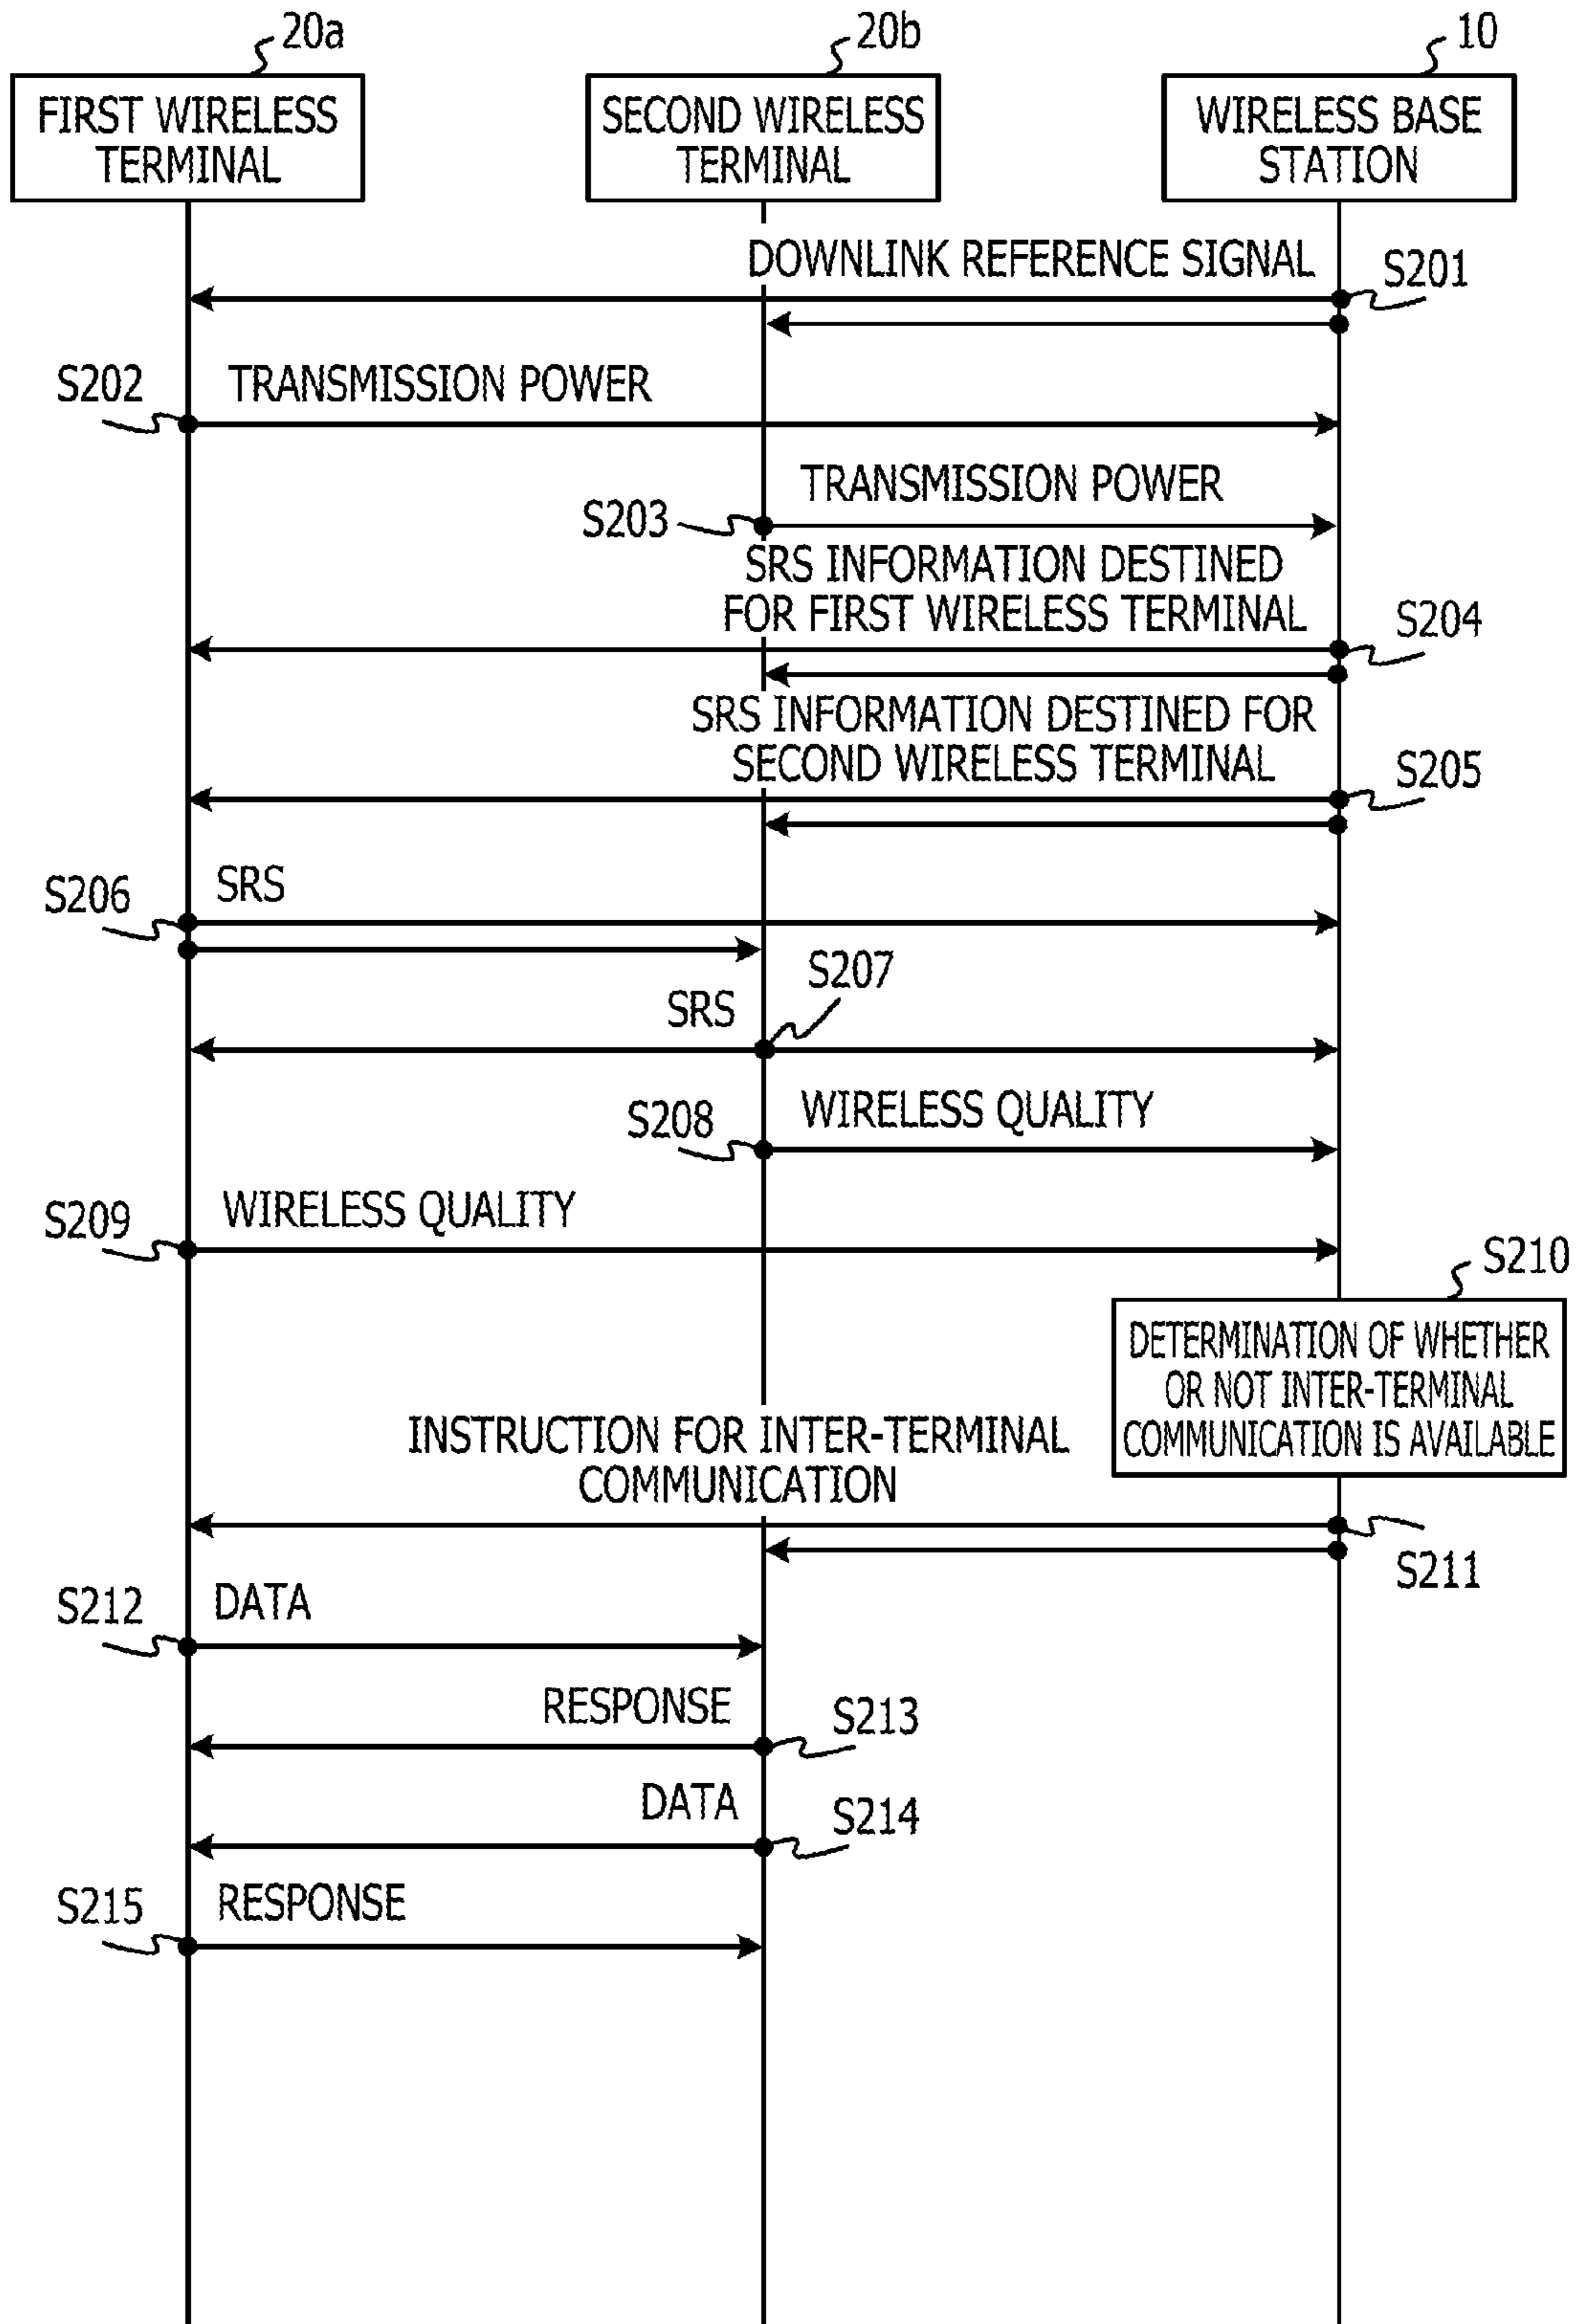 20a
20b
10
FIRST WIRELESS
TERMINAL
SECOND WIRELESS
TERMINAL
WIRELESS BASE
STATION
DOWNLINK REFERENCE SIGNAL
S201
S202
TRANSMISSION POWER
TRANSMISSION POWER
S203
SRS INFORMATION DESTINED
FOR FIRST WIRELESS TERMINAL
S204
SRS INFORMATION DESTINED FOR
SECOND WIRELESS TERMINAL
S205
S206
SRS
S207
SRS
S208
WIRELESS QUALITY
S209
WIRELESS QUALITY
S210
DETERMINATION OF WHETHER
OR NOT INTER-TERMINAL
COMMUNICATION IS AVAILABLE
INSTRUCTION FOR INTER-TERMINAL
COMMUNICATION
S211
S212
DATA
RESPONSE
S213
DATA
S214
S215
RESPONSE